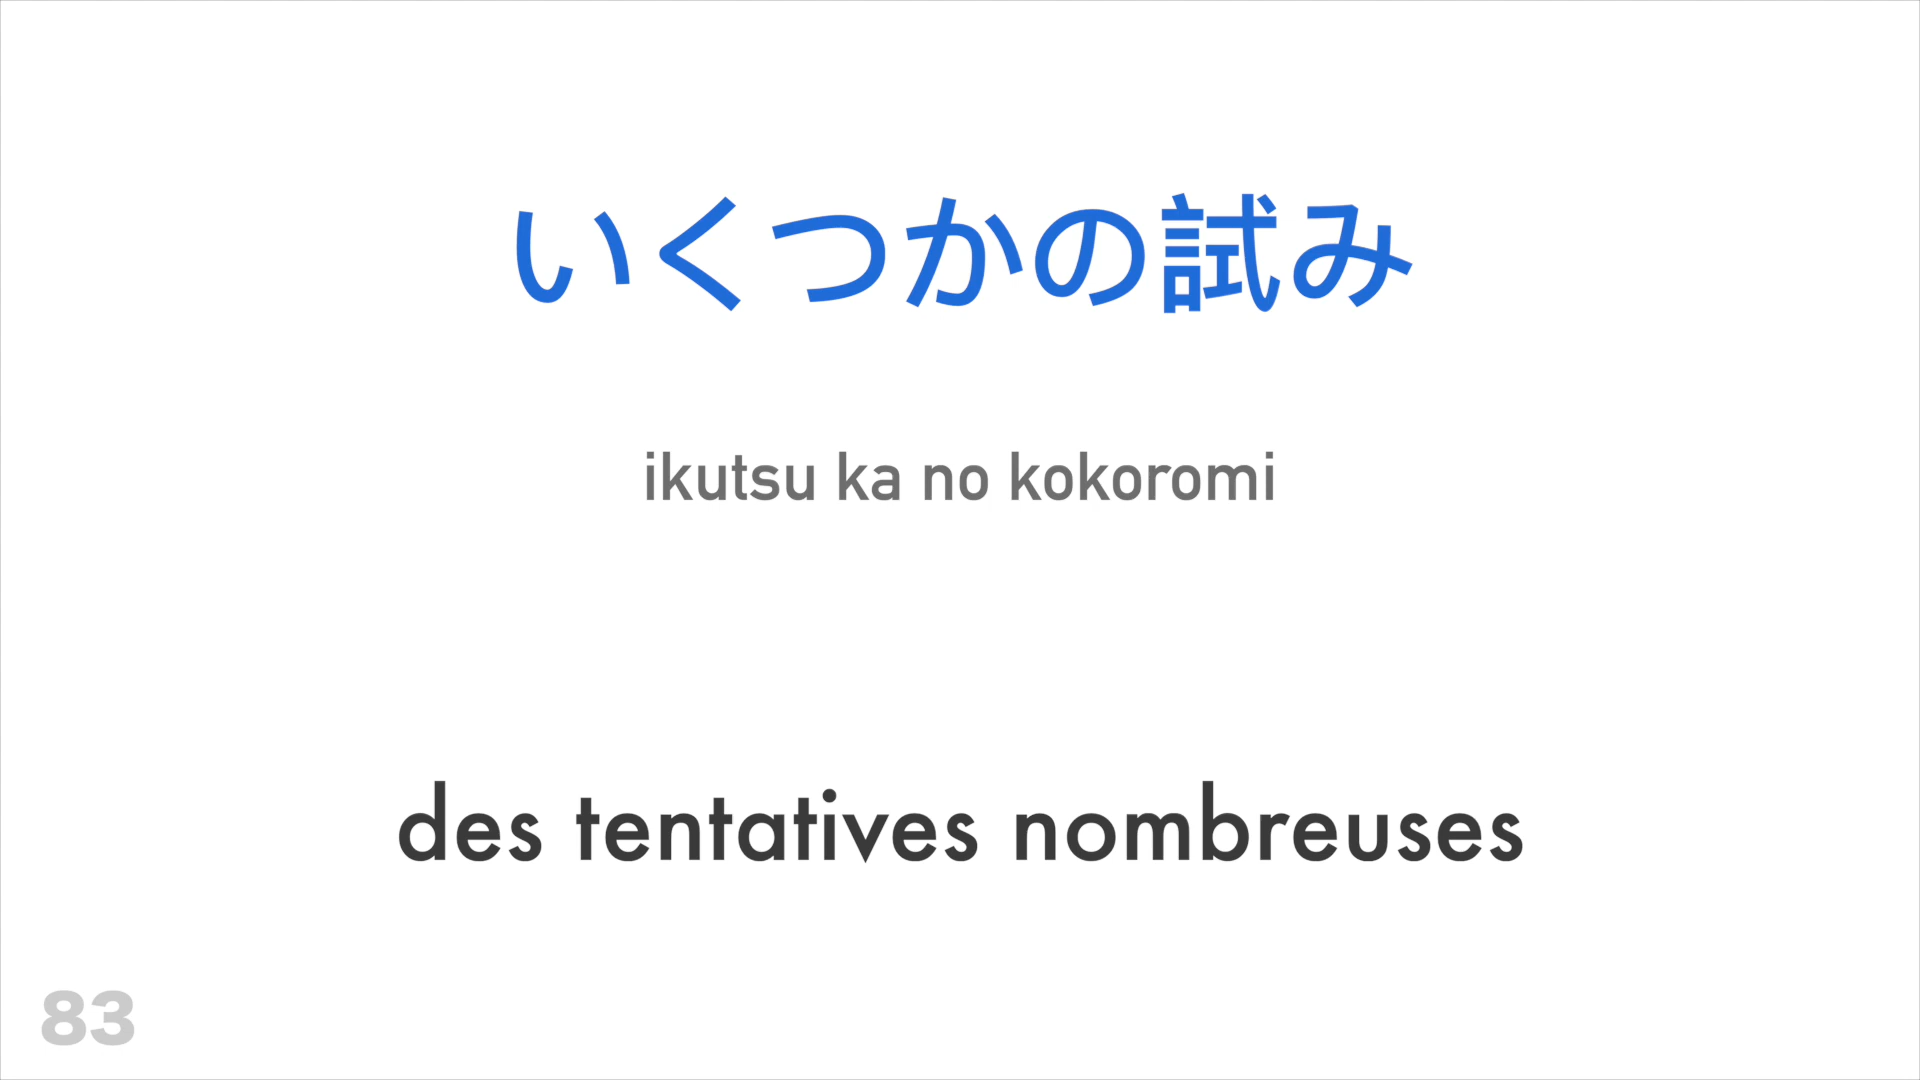 いくつかの試み
ikutsu ka no kokoromi
des tentatives nombreuses
83